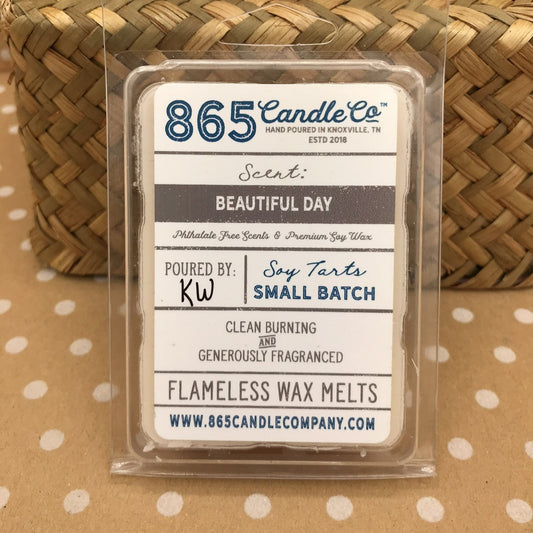 865 Candle Co™
HAND POURED IN KNOXVILLE, TN
ESTD 2018
Scent:
BEAUTIFUL DAY
Phthalate Free Scents & Premium Soy Wax
POURED BY:
KW
Soy Tarts
SMALL BATCH
CLEAN BURNING
AND
GENEROUSLY FRAGRANCED
FLAMELESS WAX MELTS
WWW.865CANDLECOMPANY.COM